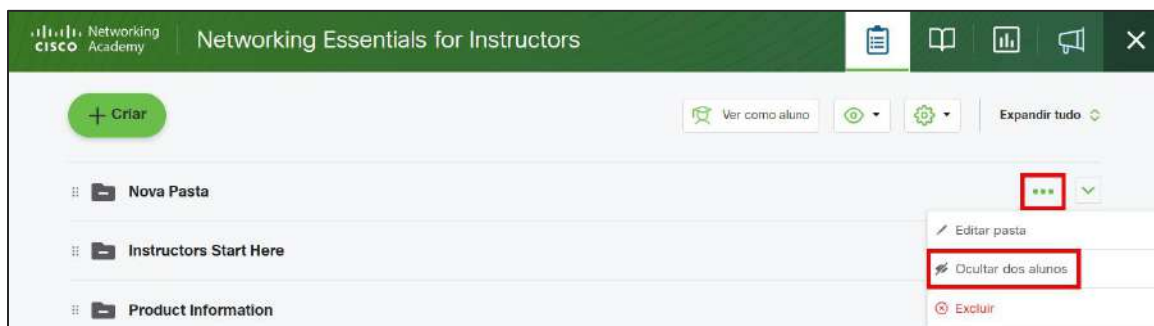 Networking
CISCO Academy
Networking Essentials for Instructors
+ Criar
Ver como aluno
Expandir tudo
Nova Pasta
Editar pasta
Instructors Start Here
Ocultar dos alunos
Product Information
Excluir